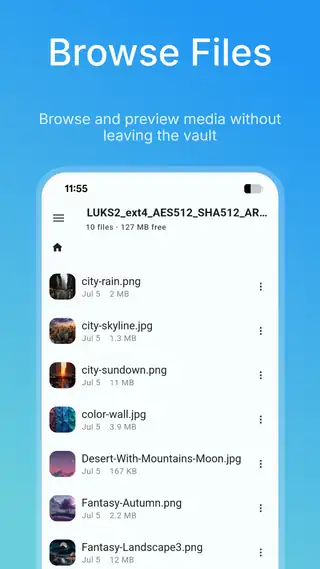 Browse Files
Browse and preview media without
leaving the vault
11:55
LUKS2_ext4_AES512_SHA512_AR...
10 files · 127 MB free
city-rain.png
Jul 5 2 MB
city-skyline.jpg
Jul 5 1.3 MB
city-sundown.png
Jul 5 11 MB
color-wall.jpg
Jul 5 3.9 MB
Desert-With-Mountains-Moon.jpg
Jul 5 167 KB
Fantasy-Autumn.png
Jul 5 2.2 MB
Fantasy-Landscape3.png
Jul 5 12 MB